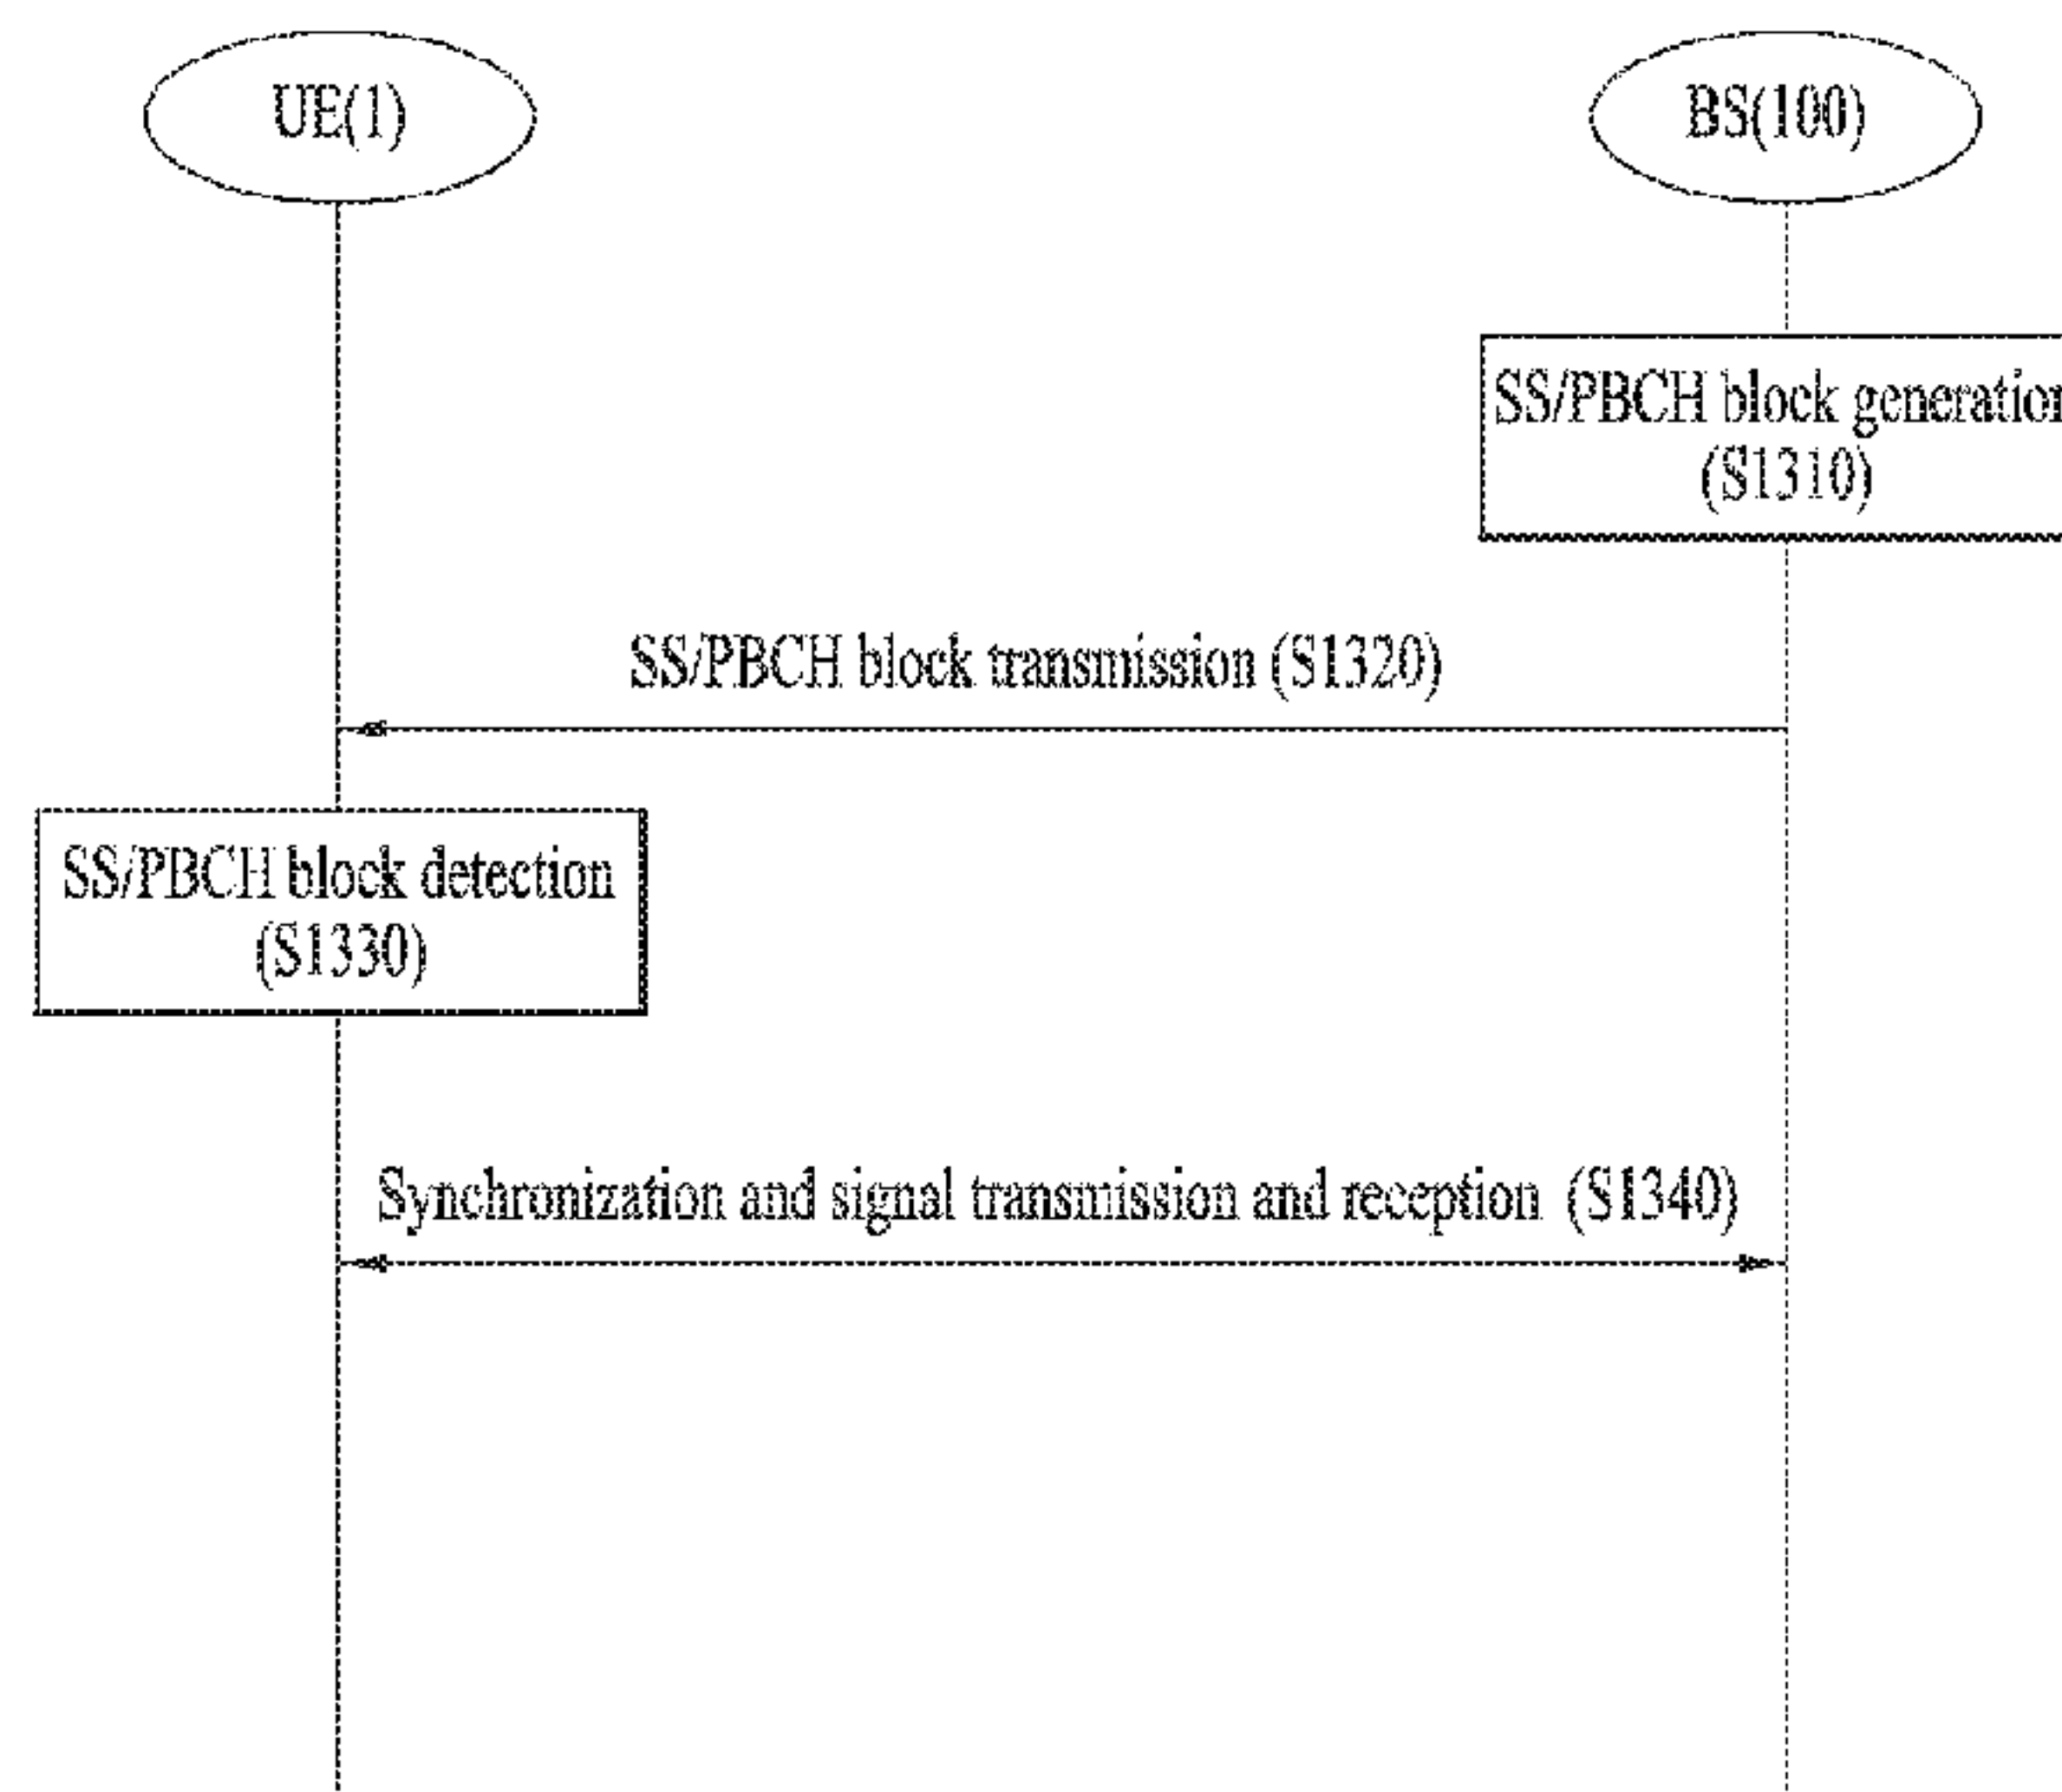 UE(1)
BS(100)
SS/PBCH block generation
(S1310)
SS/PBCH block transmission (S1320)
SS/PBCH block detection
(S1330)
Synchronization and signal transmission and reception (S1340)